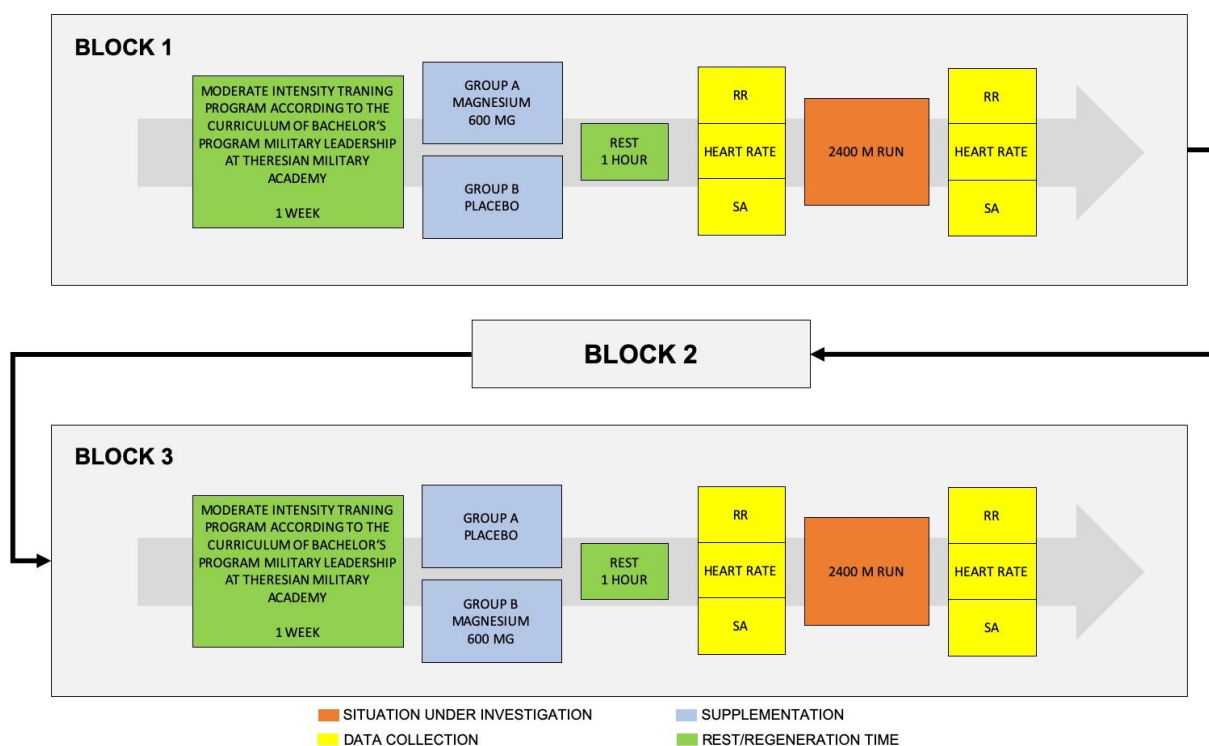 BLOCK 1
MODERATE INTENSITY TRANING
PROGRAM ACCORDING TO THE
CURRICULUM OF BACHELOR'S
PROGRAM MILITARY LEADERSHIP
AT THERESIAN MILITARY
ACADEMY
1 WEEK
GROUP A
MAGNESIUM
600 MG
GROUP B
PLACEBO
REST
1 HOUR
RR
HEART RATE
SA
2400 M RUN
RR
HEART RATE
SA
BLOCK 2
BLOCK 3
MODERATE INTENSITY TRANING
PROGRAM ACCORDING TO THE
CURRICULUM OF BACHELOR'S
PROGRAM MILITARY LEADERSHIP
AT THERESIAN MILITARY
ACADEMY
1 WEEK
GROUP A
PLACEBO
GROUP B
MAGNESIUM
600 MG
REST
1 HOUR
RR
HEART RATE
SA
2400 M RUN
RR
HEART RATE
SA
SITUATION UNDER INVESTIGATION
SUPPLEMENTATION
DATA COLLECTION
REST/REGENERATION TIME